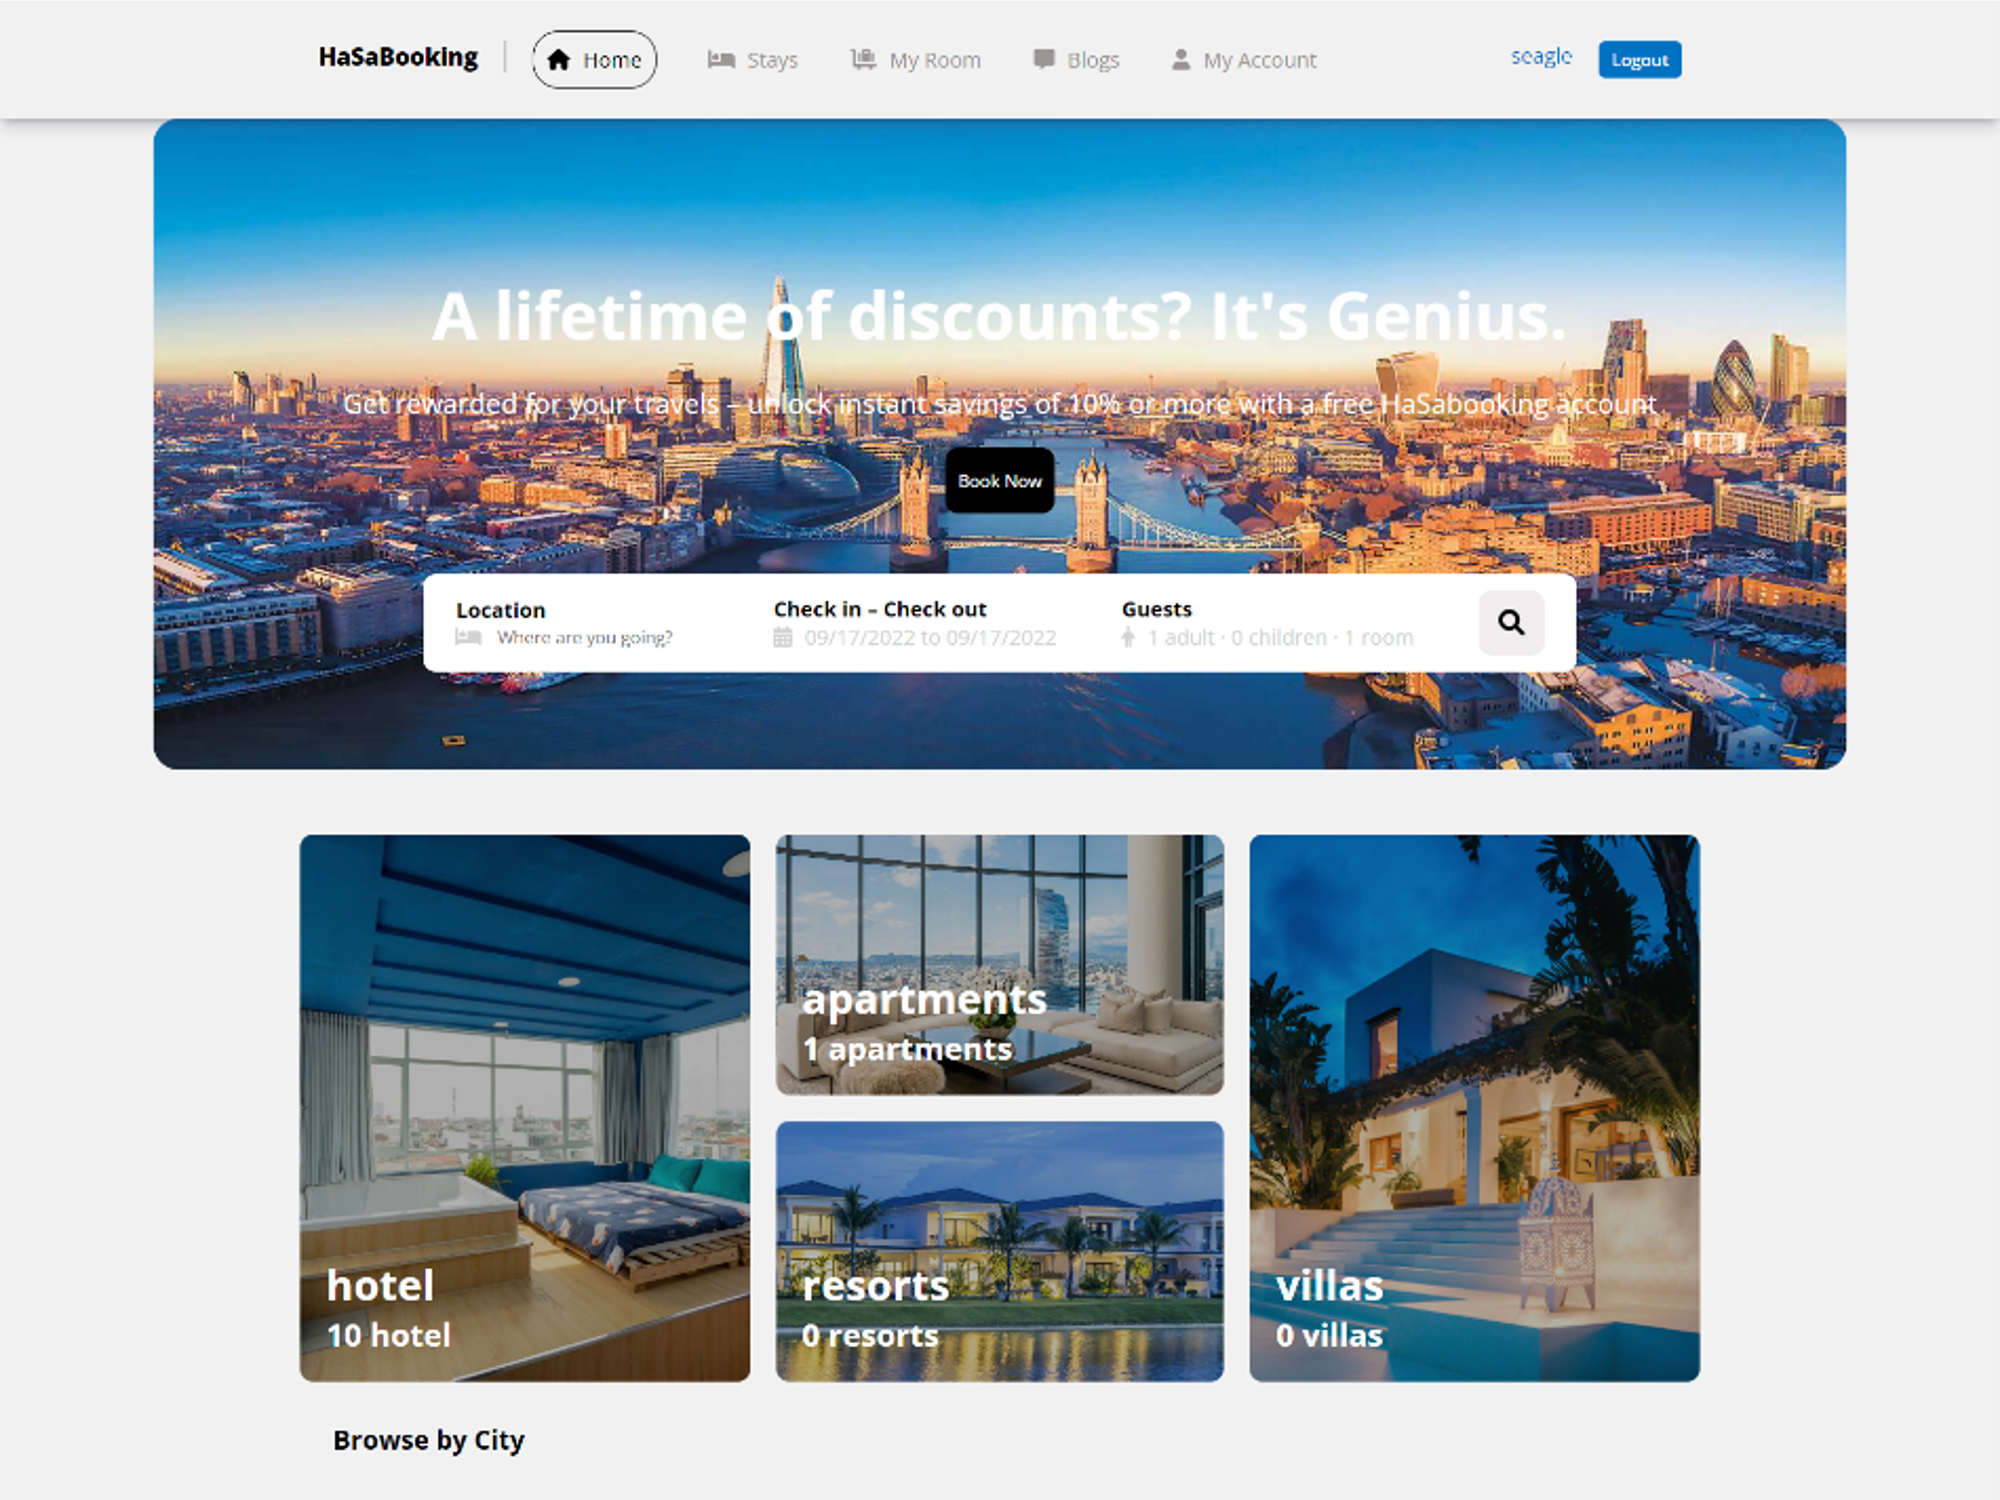 HaSaBooking
Home
Stays
My Room
Blogs
My Account
seagle
Logout
A lifetime of discounts? It's Genius.
Get rewarded for your travels – unlock instant savings of 10% or more with a free HaSabooking account
Book Now
Location
Where are you going?
Check in – Check out
09/17/2022 to 09/17/2022
Guests
1 adult · 0 children · 1 room
hotel
10 hotel
apartments
1 apartments
resorts
0 resorts
villas
0 villas
Browse by City